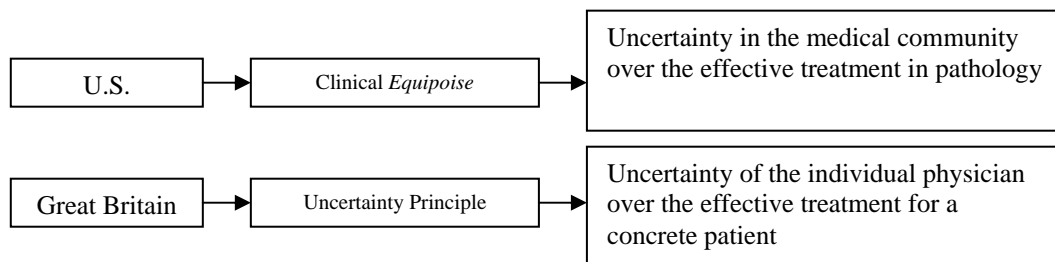 U.S.
Clinical Equipoise
Uncertainty in the medical community
over the effective treatment in pathology
Great Britain
Uncertainty Principle
Uncertainty of the individual physician
over the effective treatment for a
concrete patient